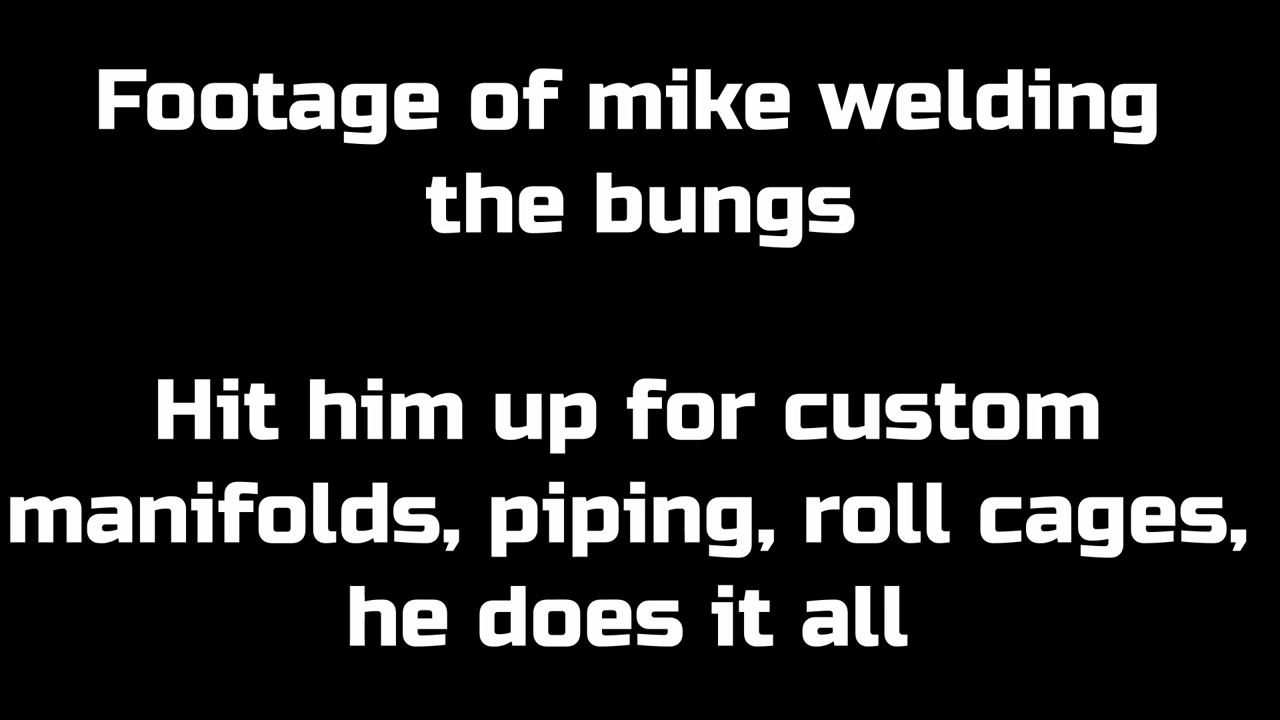 Footage of mike welding
the bungs
Hit him up for custom
manifolds, piping, roll cages,
he does it all